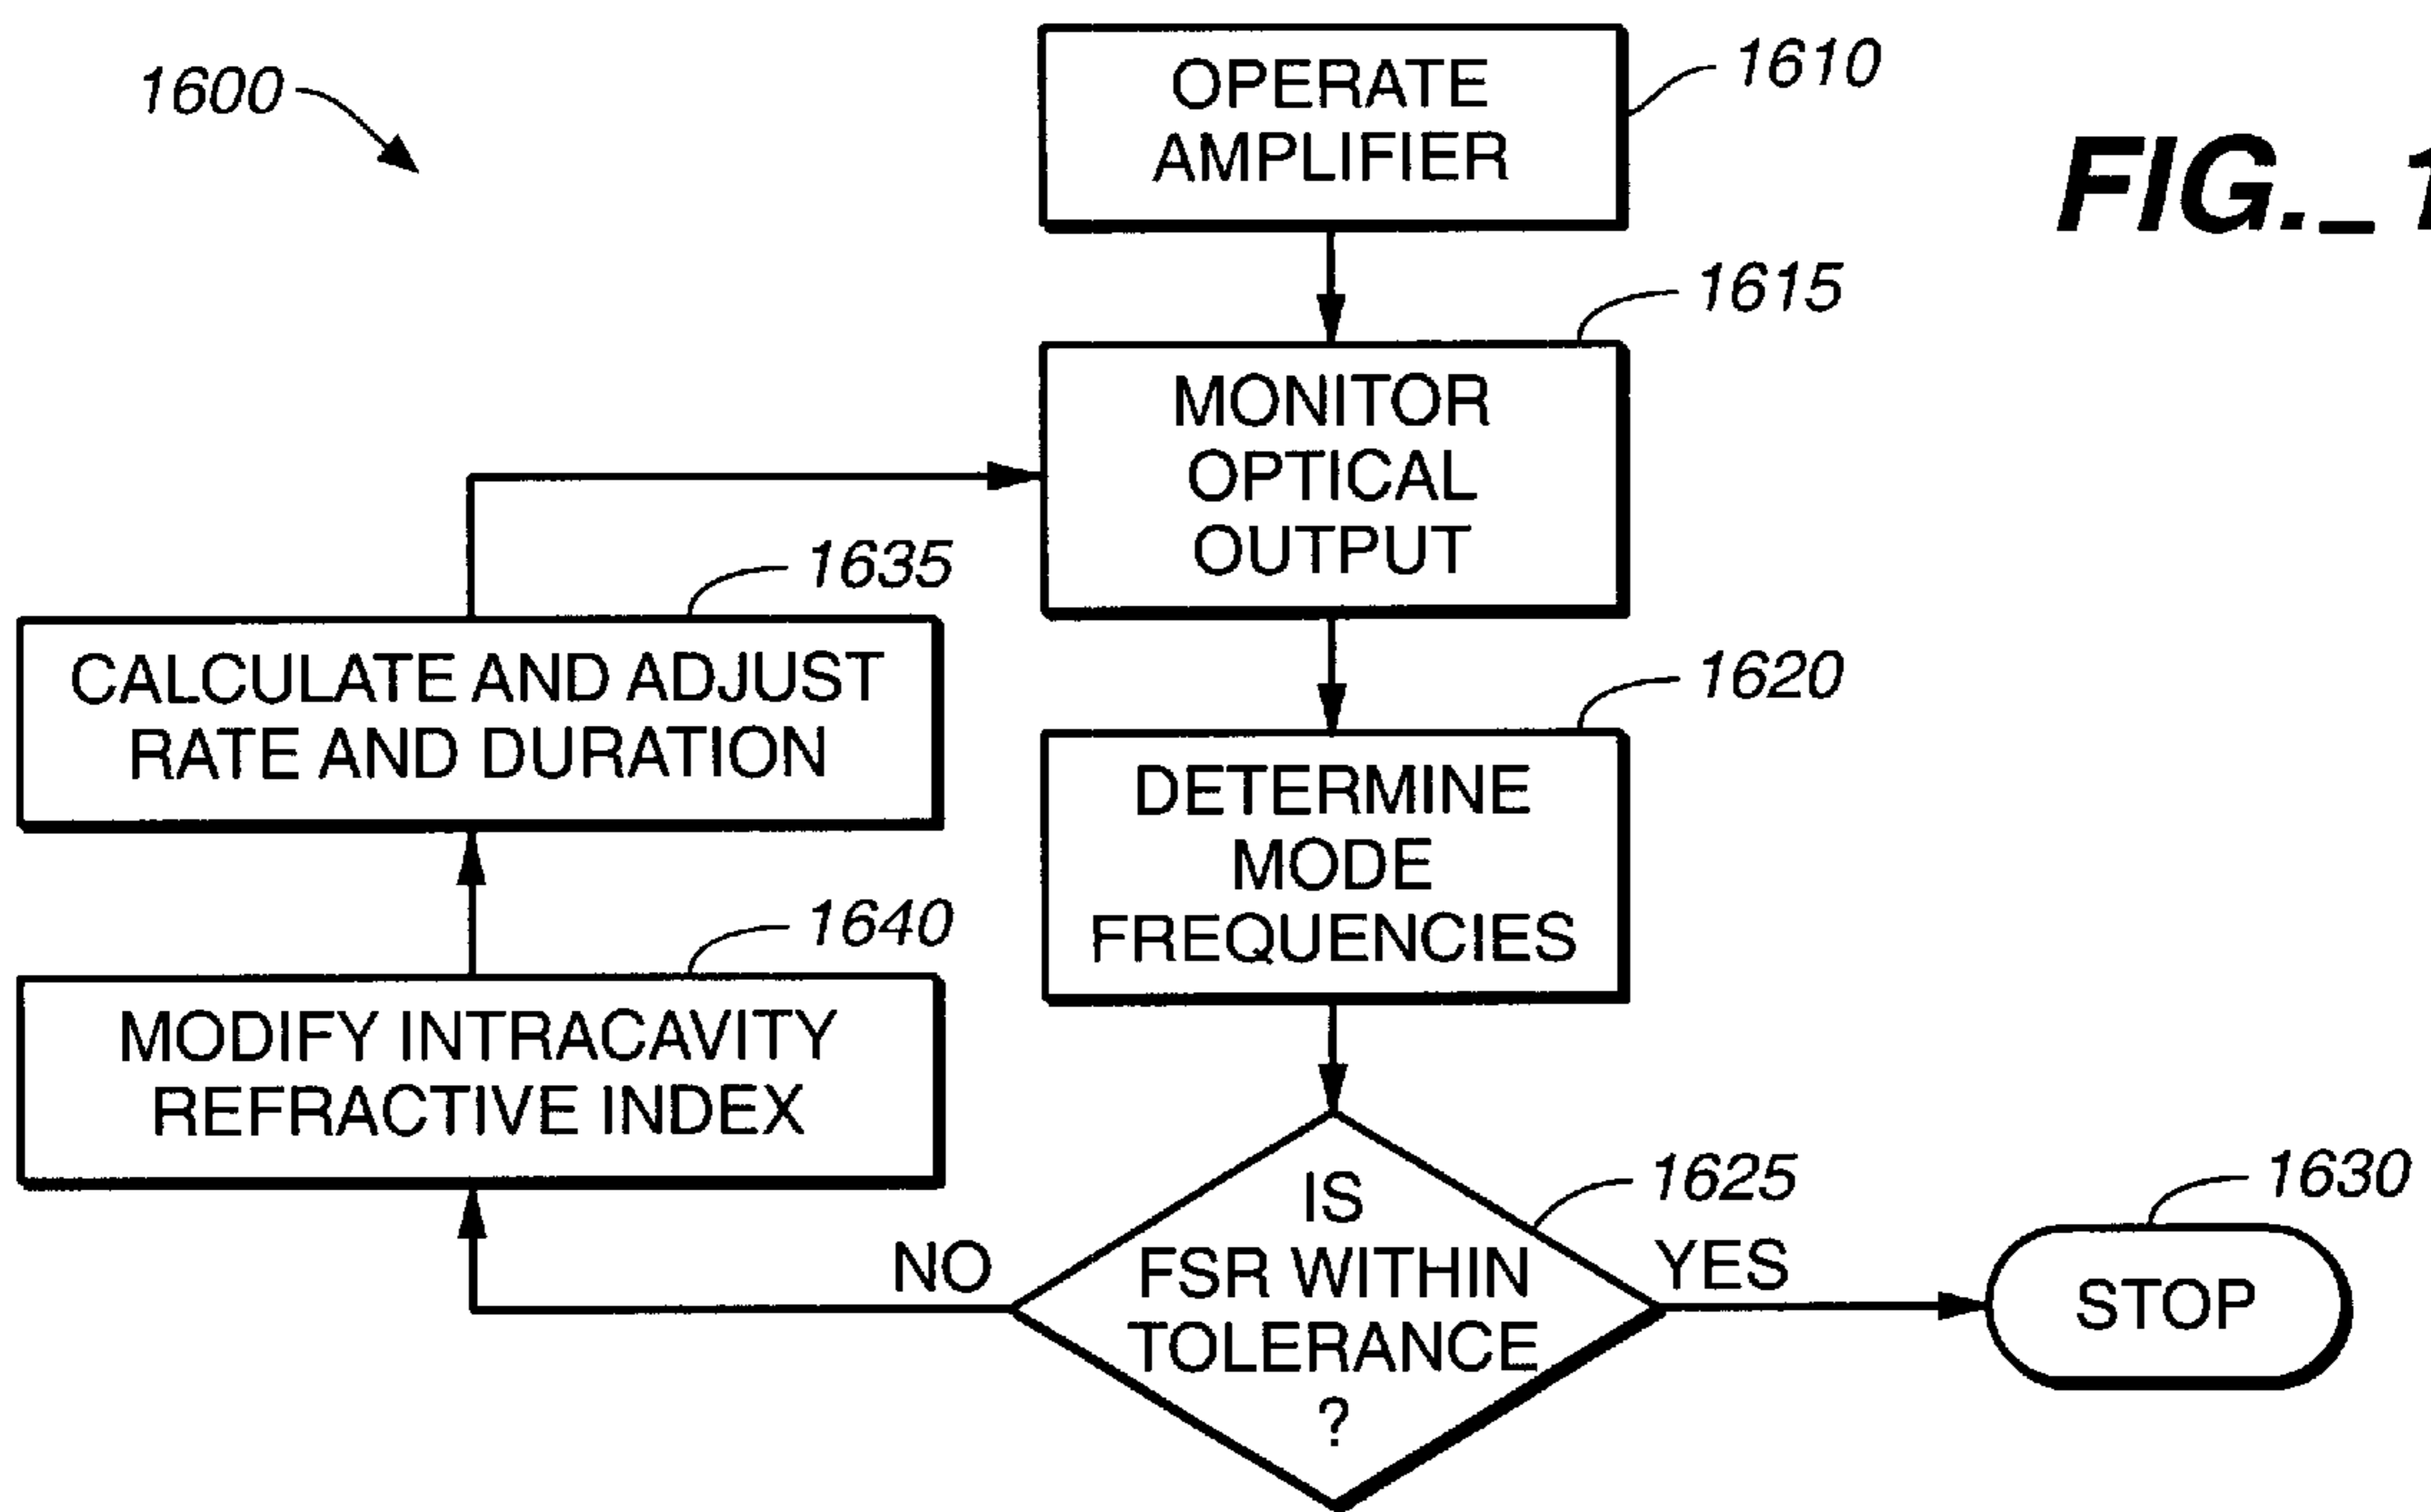 1600
OPERATE
AMPLIFIER
1610
FIG._1
MONITOR
OPTICAL
OUTPUT
1615
CALCULATE AND ADJUST
RATE AND DURATION
1635
DETERMINE
MODE
FREQUENCIES
1620
MODIFY INTRACAVITY
REFRACTIVE INDEX
1640
IS
FSR WITHIN
TOLERANCE
?
1625
NO
YES
STOP
1630